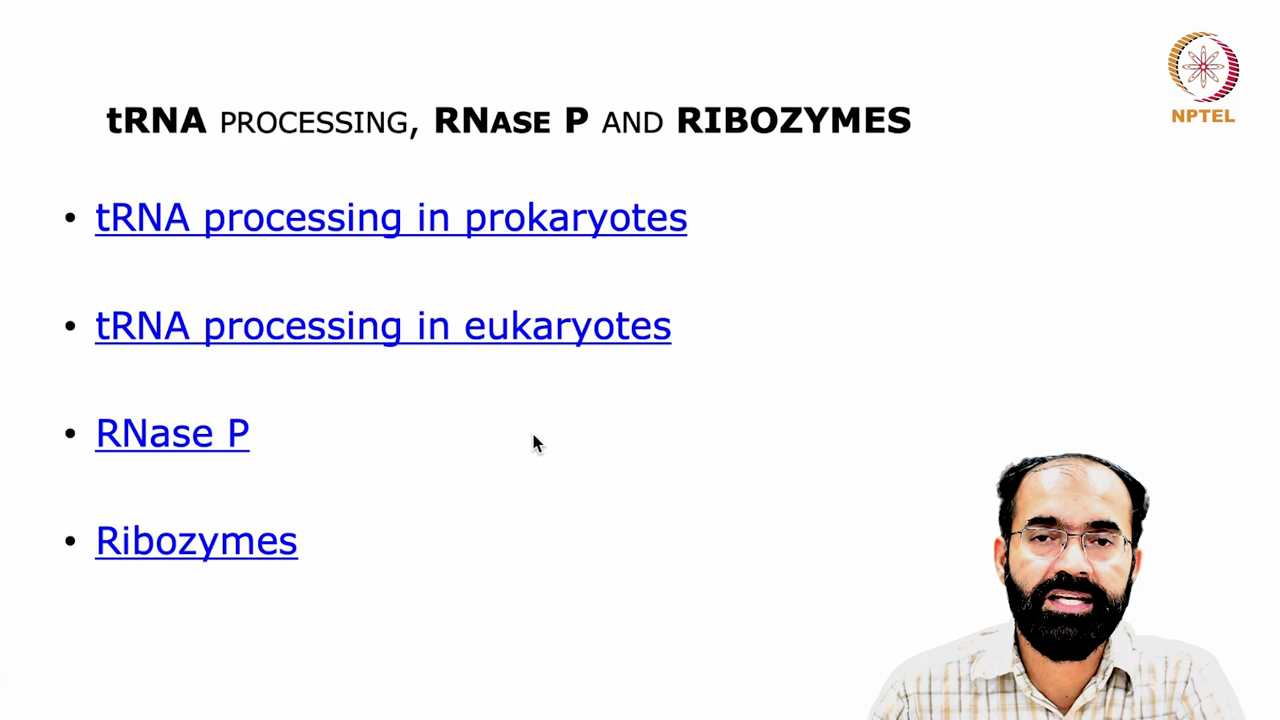 NPTEL
tRNA PROCESSING, RNASE P AND RIBOZYMES
• tRNA processing in prokaryotes
• tRNA processing in eukaryotes
• RNase P
• Ribozymes